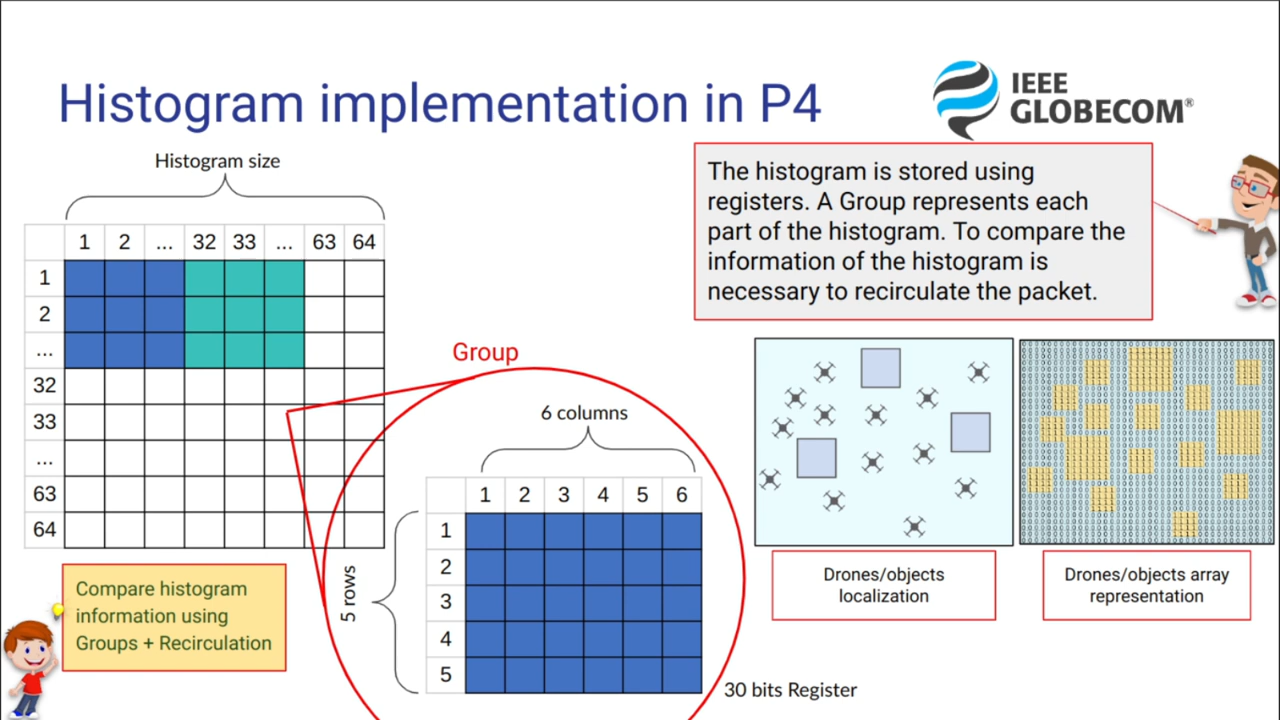 Histogram implementation in P4
IEEE
GLOBECOM®
Histogram size
1 2 ... 32 33 ... 63 64
1
2
...
32
33
...
63
64
The histogram is stored using
registers. A Group represents each
part of the histogram. To compare the
information of the histogram is
necessary to recirculate the packet.
Group
6 columns
1 2 3 4 5 6
1
2
3
4
5
5 rows
30 bits Register
Compare histogram
information using
Groups + Recirculation
Drones/objects
localization
Drones/objects array
representation